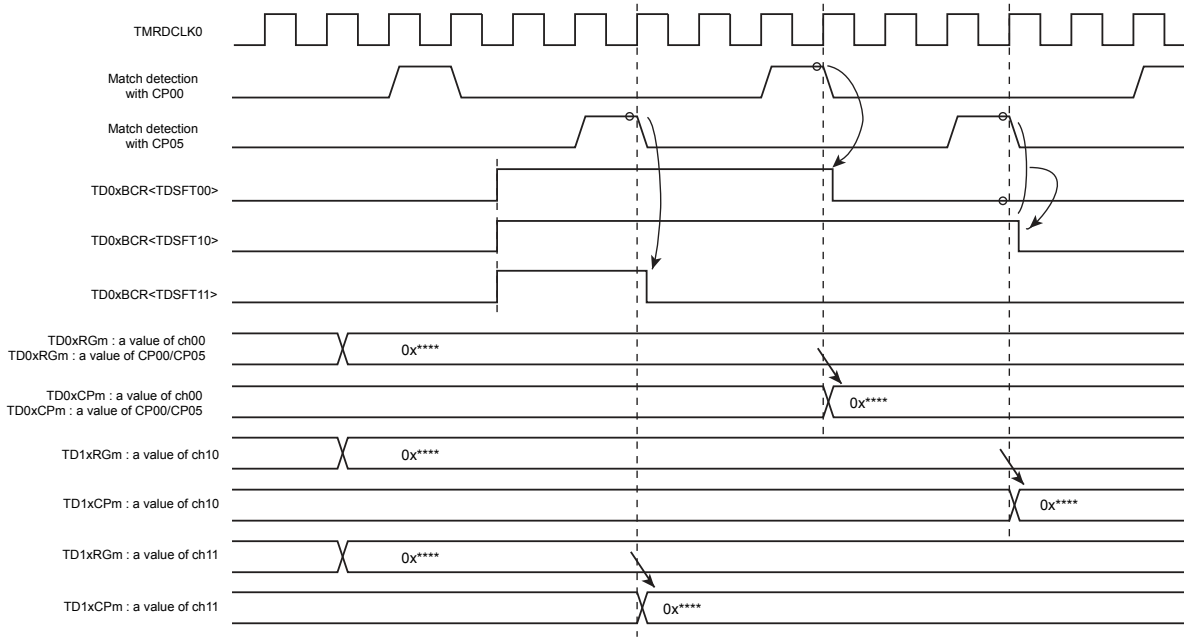 TMRDCLK0
Match detection
with CP00
Match detection
with CP05
TD0xBCR<TDSFT00>
TD0xBCR<TDSFT10>
TD0xBCR<TDSFT11>
TD0xRGm : a value of ch00
TD0xRGm : a value of CP00/CP05
0x****
TD0xCPm : a value of ch00
TD0xCPm : a value of CP00/CP05
0x****
TD1xRGm : a value of ch10
0x****
TD1xCPm : a value of ch10
0x****
TD1xRGm : a value of ch11
0x****
TD1xCPm : a value of ch11
0x****